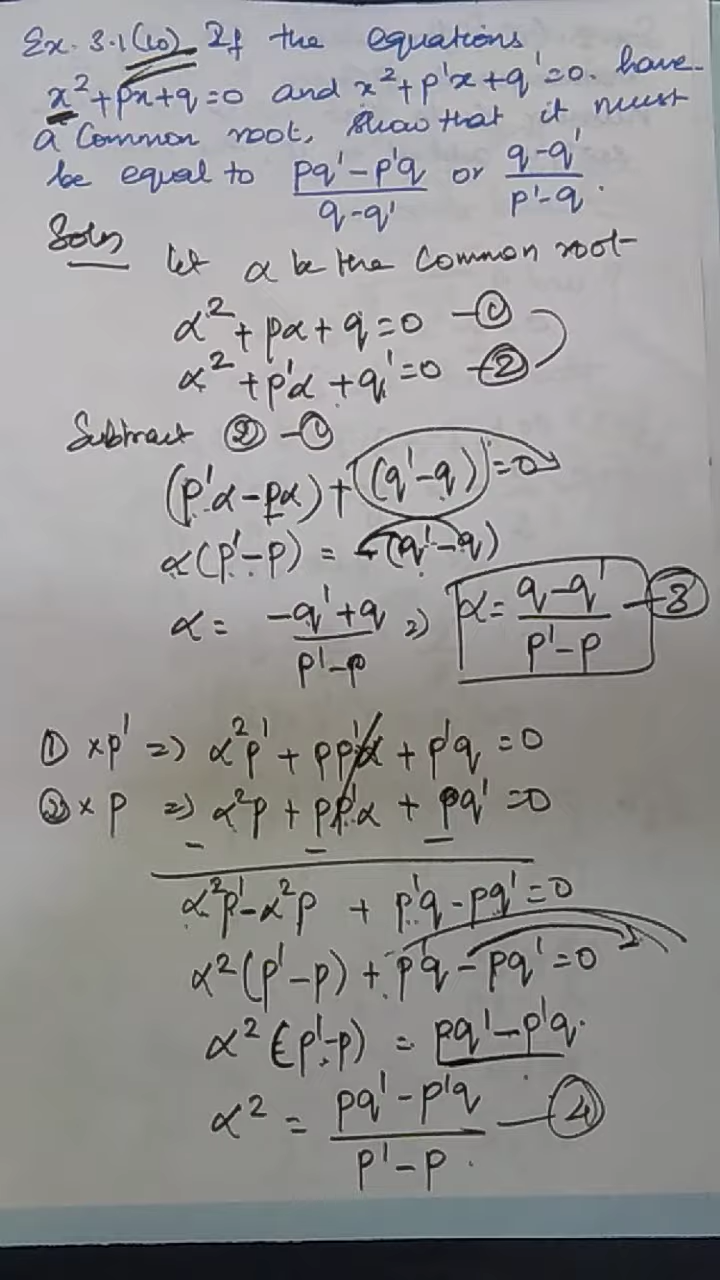 Ex. 3.1(10) If the equations
x²+px+q=0 and x²+p'x+q'=0. have
a Common root, show that it must
be equal to (pq'-p'q)/(q-q') or (q-q')/(p'-q).
Soln
let α be the Common root
α²+pα+q=0 —①
α²+p'α+q'=0 —②
Subtract ②-①
(p'α-pα)+(q'-q)=0
α(p'-p) = -(q'-q)
α = (-q'+q)/(p'-p) ⇒ α = (q-q')/(p'-p) —③
① ×p' ⇒ α²p' + pp'α + p'q = 0
② × p ⇒ α²p + pp'α + pq' = 0
- - -
α²p'-α²p + p'q-pq'=0
α²(p'-p)+p'q-pq'=0
α²(p'-p) = pq'-p'q.
α² = (pq'-p'q)/(p'-p) —④